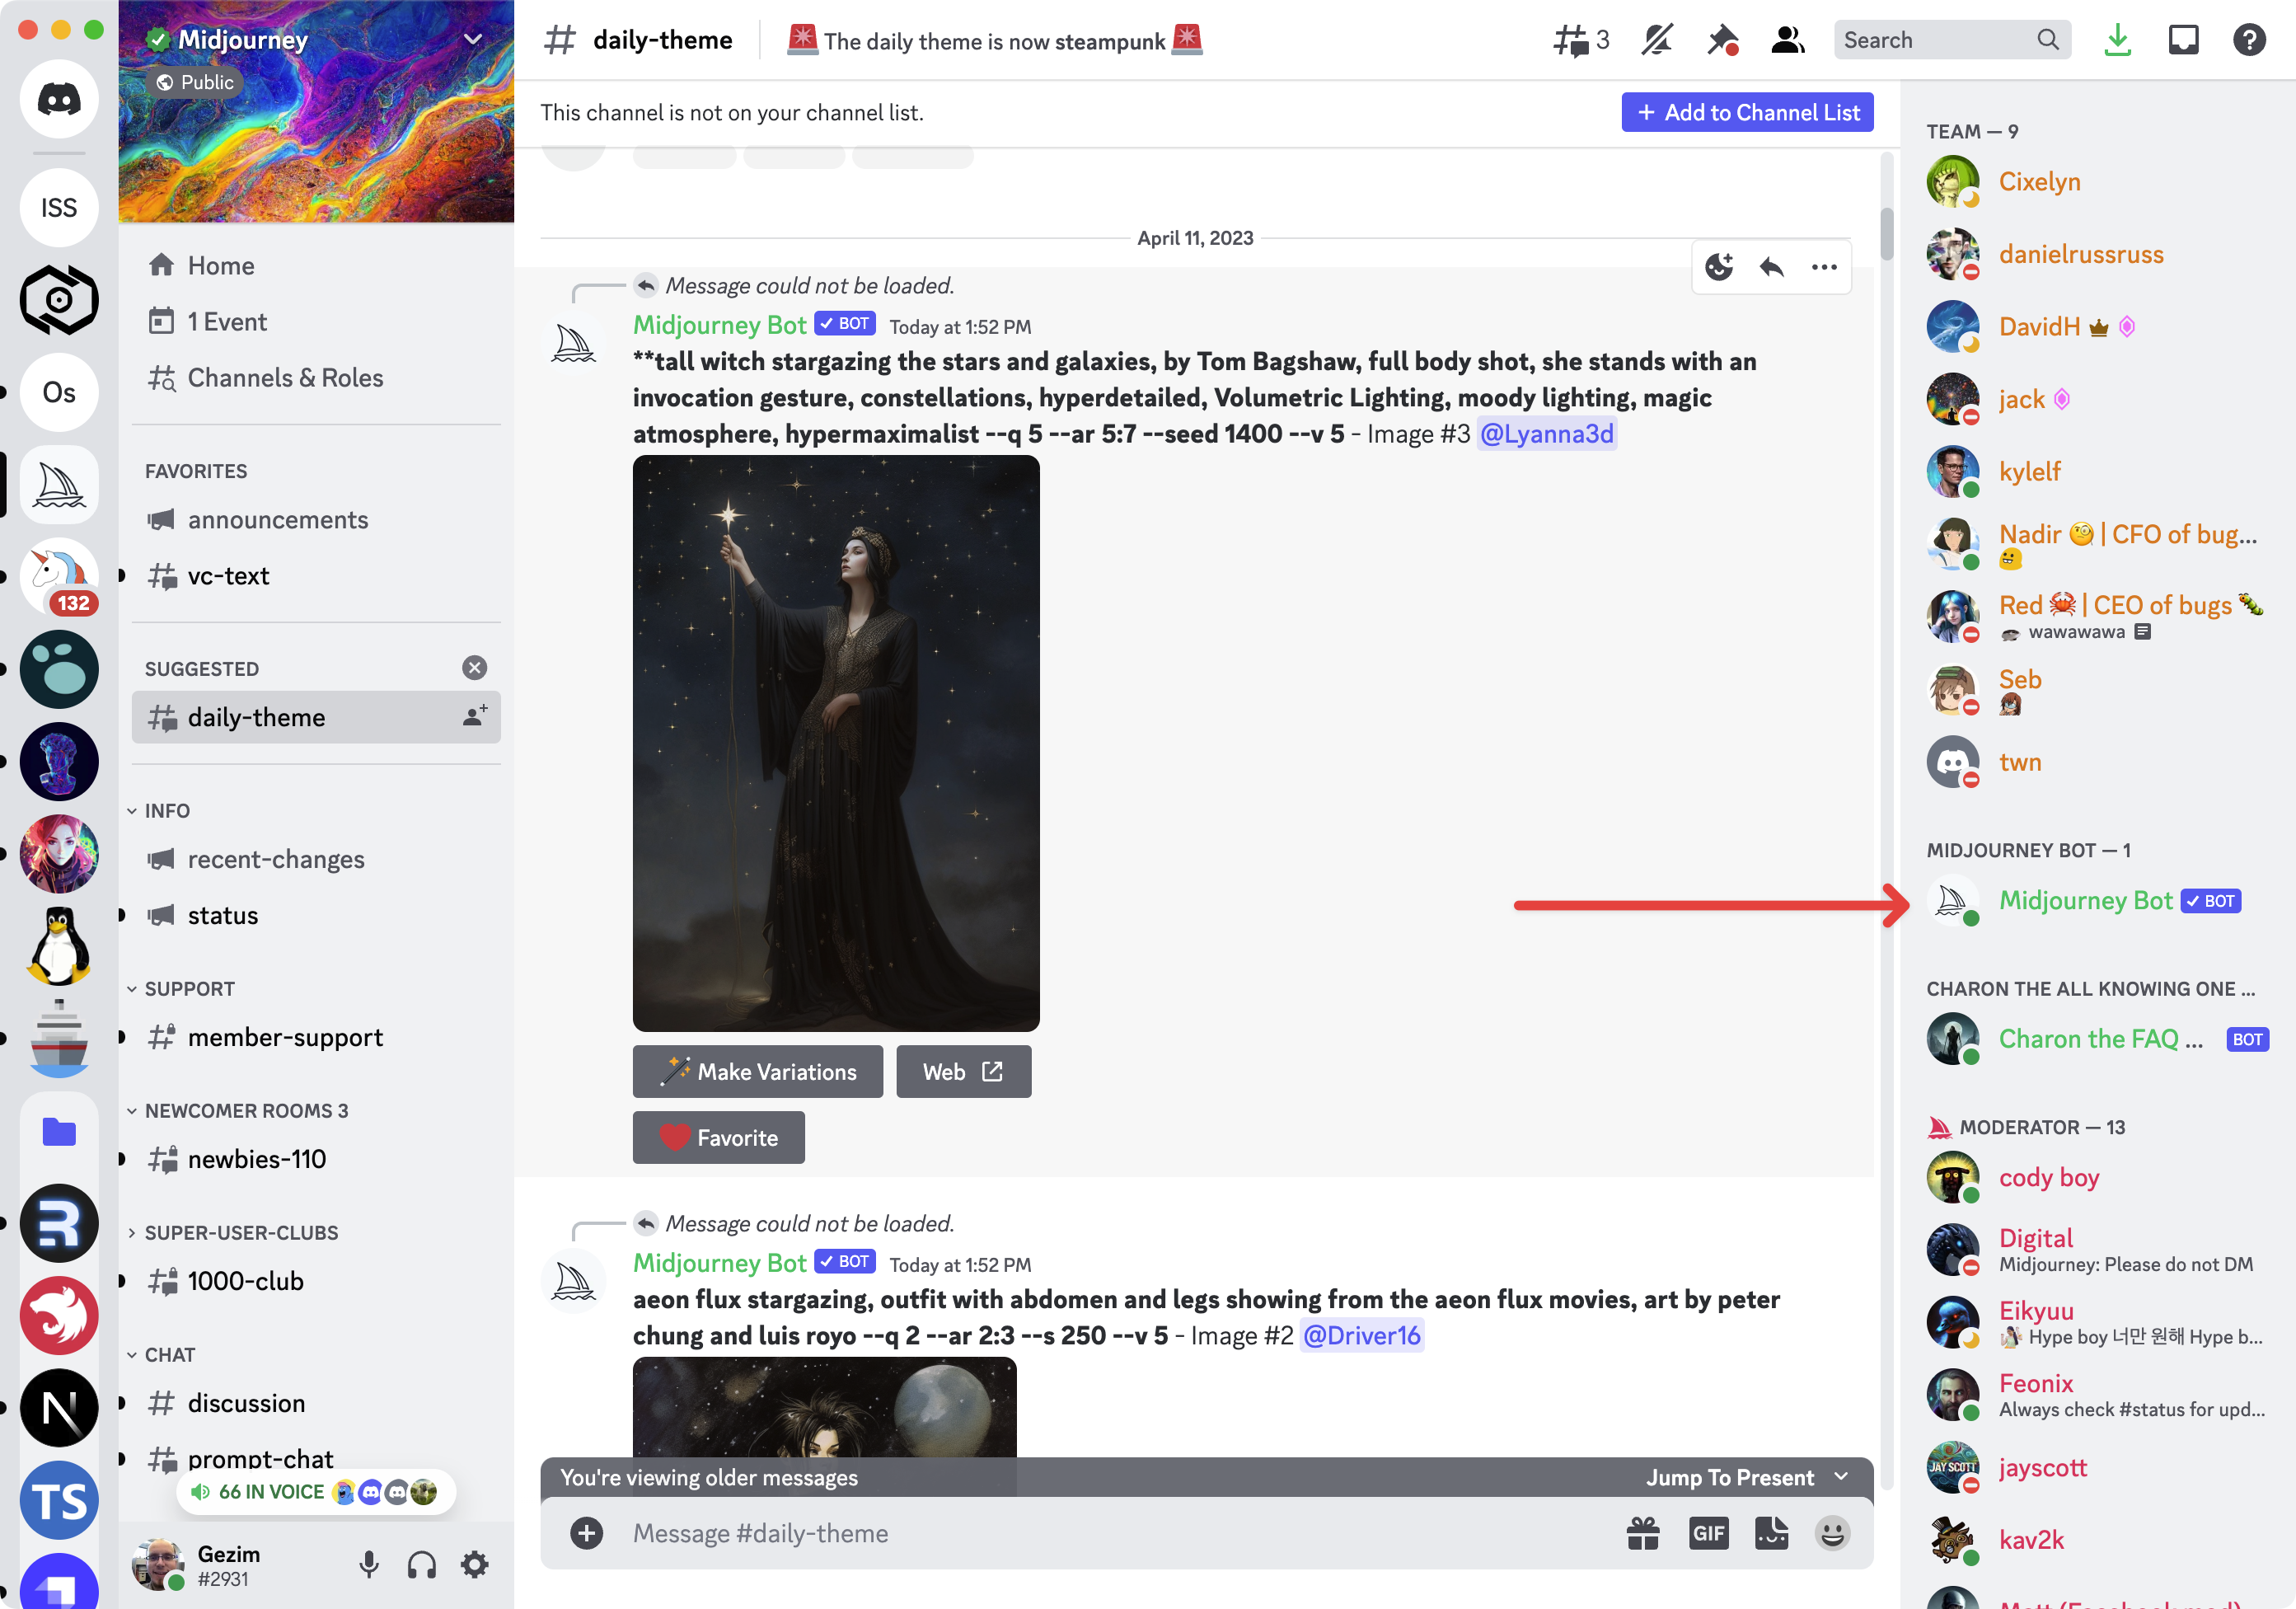 Midjourney
Public
ISS
Os
132
TS
Home
1 Event
Channels & Roles
FAVORITES
announcements
vc-text
SUGGESTED
daily-theme
INFO
recent-changes
status
SUPPORT
member-support
NEWCOMER ROOMS 3
newbies-110
SUPER-USER-CLUBS
1000-club
CHAT
discussion
prompt-chat
66 IN VOICE
Gezim
#2931
daily-theme
The daily theme is now steampunk
3
Search
This channel is not on your channel list.
+ Add to Channel List
April 11, 2023
Message could not be loaded.
Midjourney Bot ✓ BOT Today at 1:52 PM
**tall witch stargazing the stars and galaxies, by Tom Bagshaw, full body shot, she stands with an
invocation gesture, constellations, hyperdetailed, Volumetric Lighting, moody lighting, magic
atmosphere, hypermaximalist --q 5 --ar 5:7 --seed 1400 --v 5 - Image #3 @Lyanna3d
Make Variations
Web
Favorite
Message could not be loaded.
Midjourney Bot ✓ BOT Today at 1:52 PM
aeon flux stargazing, outfit with abdomen and legs showing from the aeon flux movies, art by peter
chung and luis royo --q 2 --ar 2:3 --s 250 --v 5 - Image #2 @Driver16
You're viewing older messages
Jump To Present
Message #daily-theme
GIF
TEAM — 9
Cixelyn
danielrussruss
DavidH
jack
kylelf
Nadir 🧐 | CFO of bug...
Red 🦀 | CEO of bugs 🐛
wawawawa
Seb
twn
MIDJOURNEY BOT — 1
Midjourney Bot ✓ BOT
CHARON THE ALL KNOWING ONE ...
Charon the FAQ ... BOT
MODERATOR — 13
cody boy
Digital
Midjourney: Please do not DM
Eikyuu
Hype boy 너만 원해 Hype b...
Feonix
Always check #status for upd...
JAY SCOTT
jayscott
kav2k